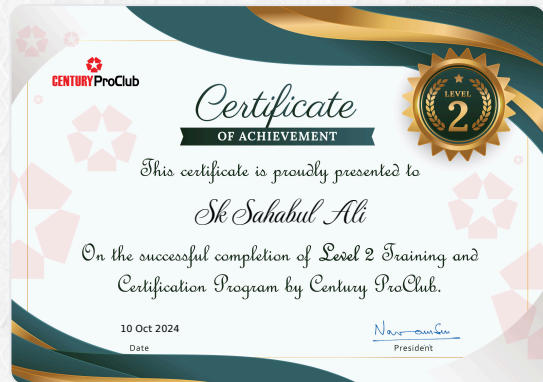 CENTURY ProClub
LEVEL
2
Certificate
OF ACHIEVEMENT
This certificate is proudly presented to
Sk Sahabul Ali
On the successful completion of Level 2 Training and
Certification Program by Century ProClub.
10 Oct 2024
Date
President